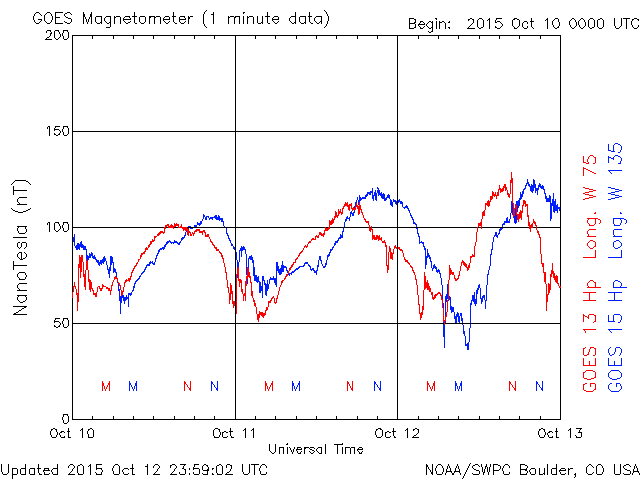 GOES Magnetometer (1 minute data)
Begin: 2015 Oct 10 0000 UTC
200
150
100
50
0
NanoTesla (nT)
M M N N M M N N M M N N
Oct 10 Oct 11 Oct 12 Oct 13
Universal Time
GOES 13 Hp Long. W 75
GOES 15 Hp Long. W 135
Updated 2015 Oct 12 23:59:02 UTC
NOAA/SWPC Boulder, CO USA